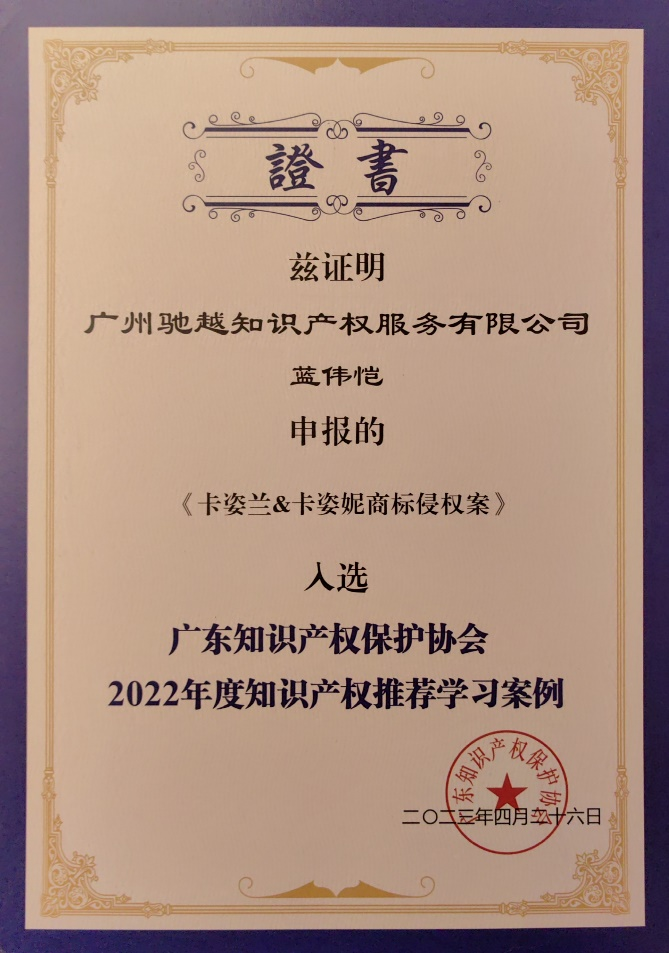 證書
兹证明
广州驰越知识产权服务有限公司
蓝伟恺
申报的
《卡姿兰&卡姿妮商标侵权案》
入选
广东知识产权保护协会
2022年度知识产权推荐学习案例
广东知识产权保护协会
二〇二三年四月二十六日